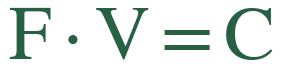 F · V = C